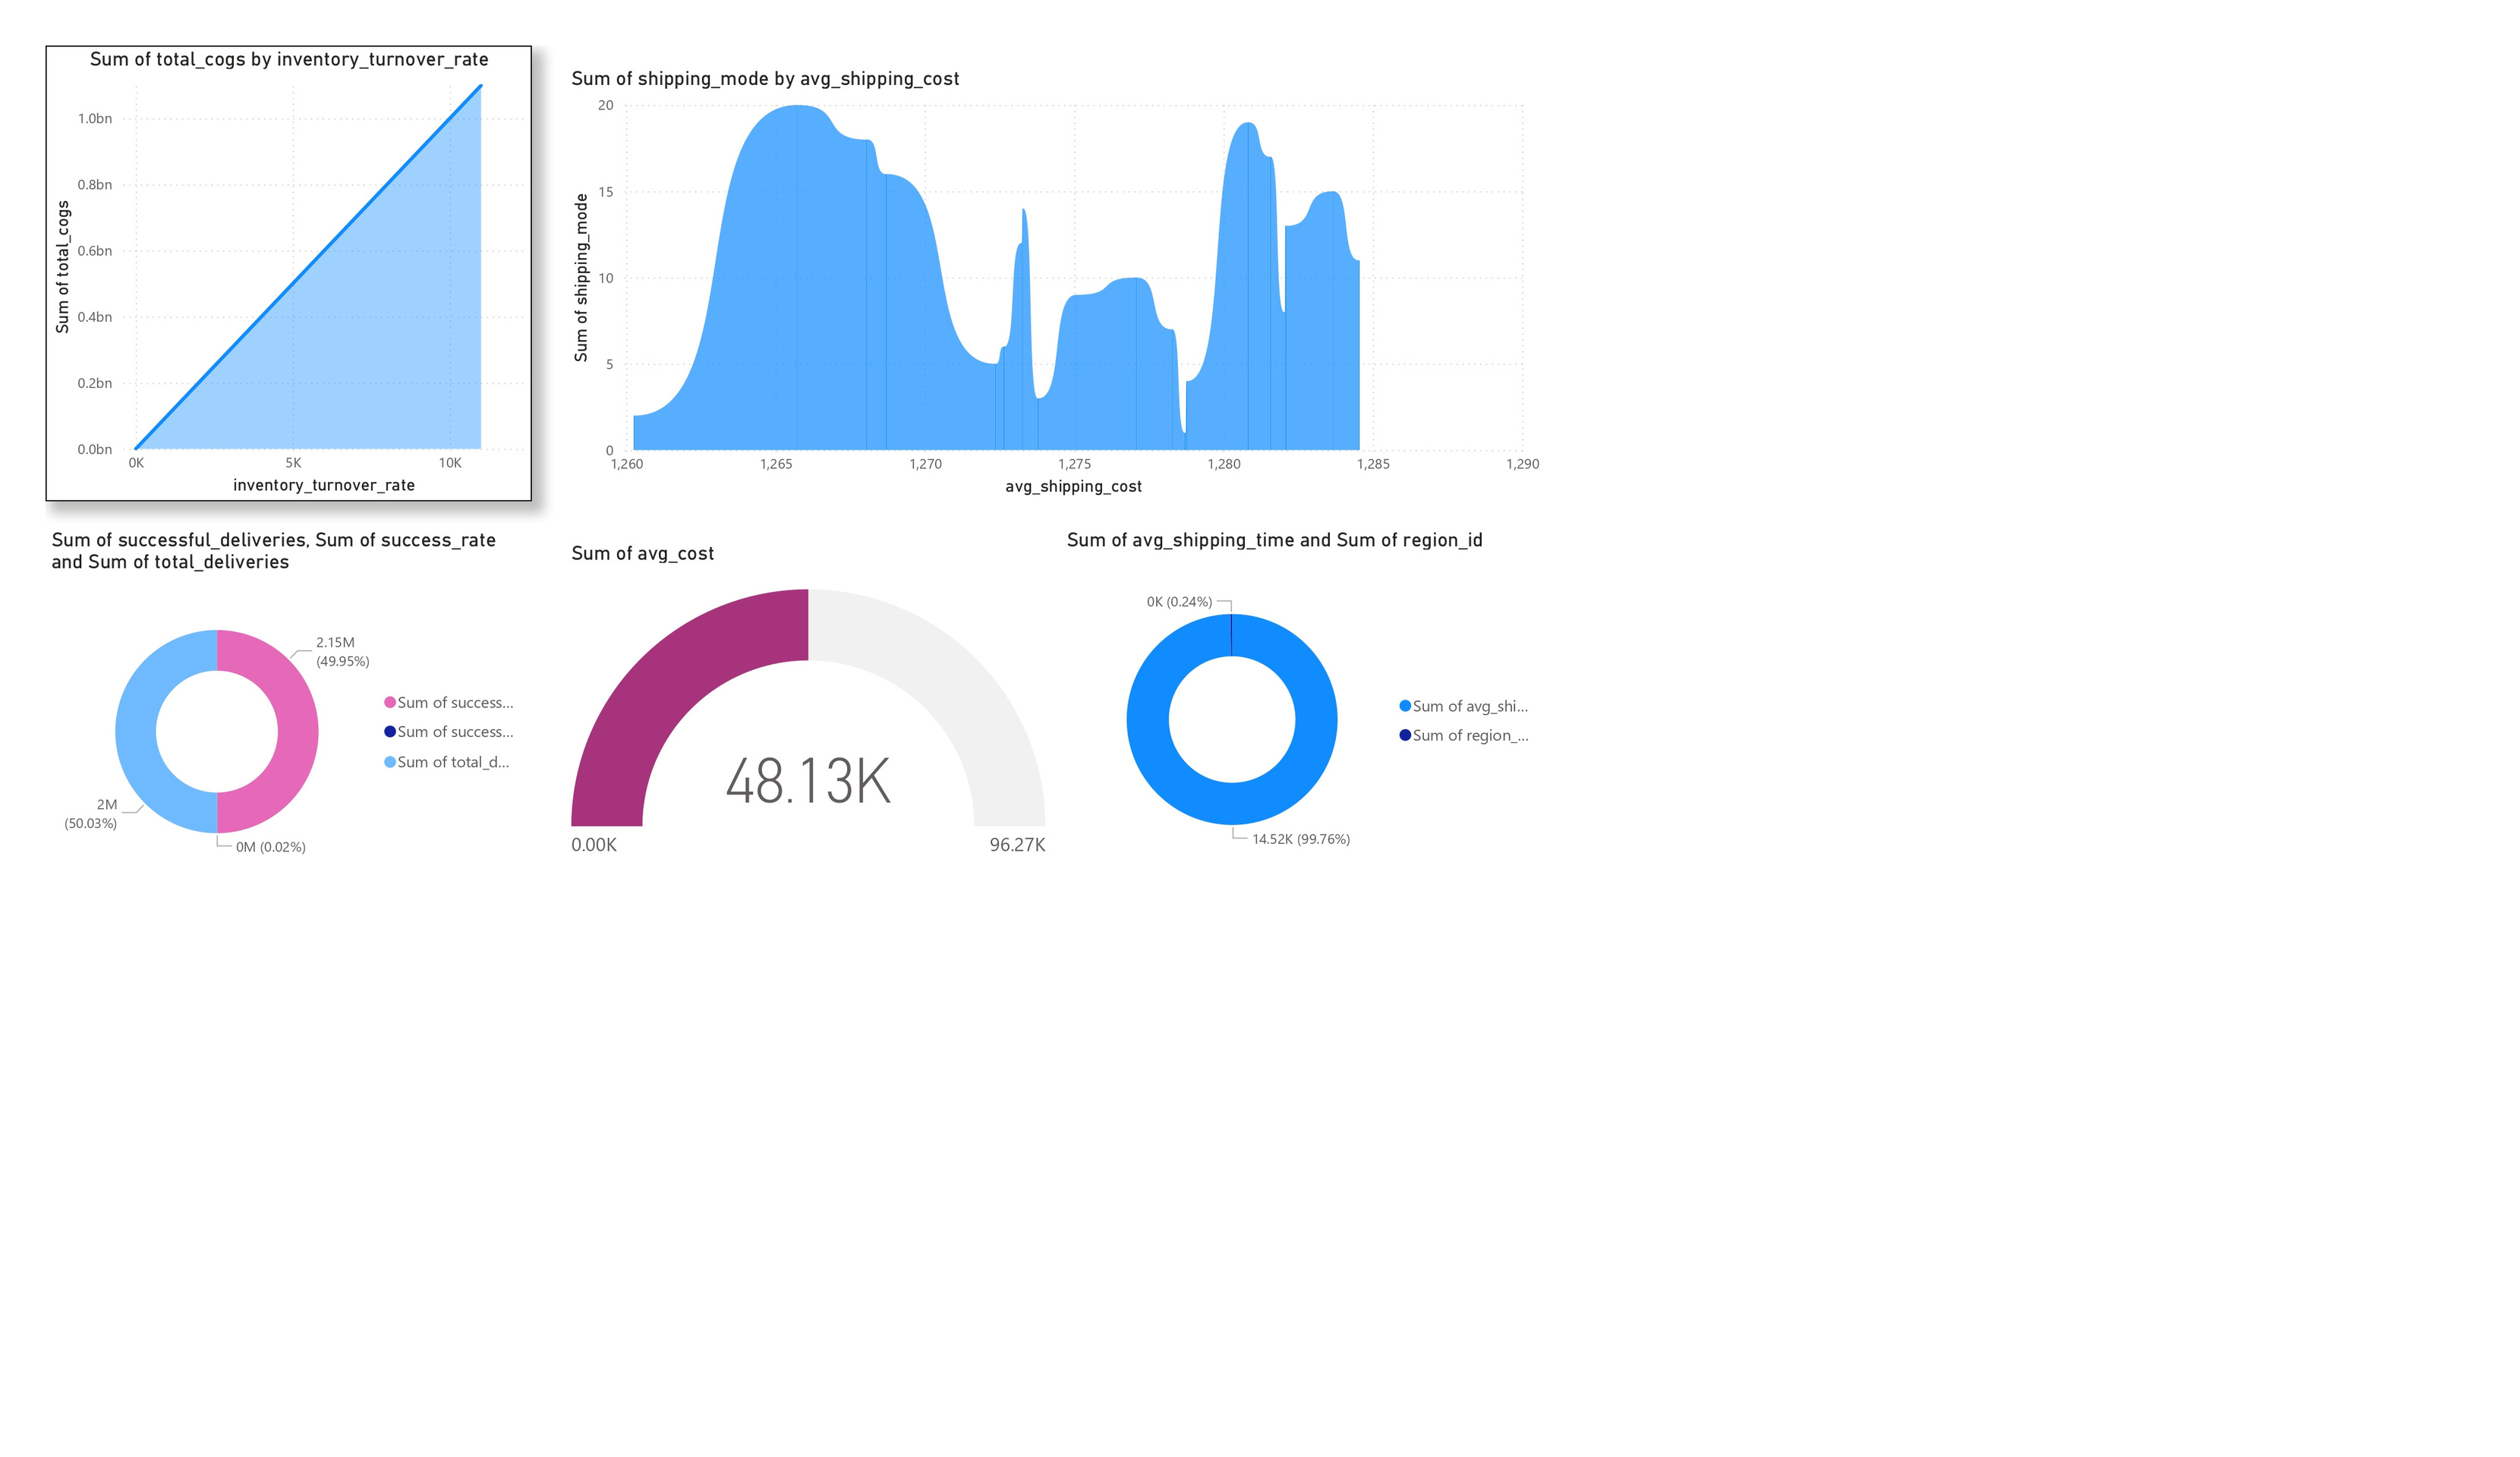 Sum of total_cogs by inventory_turnover_rate
Sum of total_cogs
1.0bn
0.8bn
0.6bn
0.4bn
0.2bn
0.0bn
0K
5K
10K
inventory_turnover_rate
Sum of shipping_mode by avg_shipping_cost
Sum of shipping_mode
20
15
10
5
0
1,260
1,265
1,270
1,275
1,280
1,285
1,290
avg_shipping_cost
Sum of successful_deliveries, Sum of success_rate
and Sum of total_deliveries
2.15M
(49.95%)
2M
(50.03%)
0M (0.02%)
Sum of success...
Sum of success...
Sum of total_d...
Sum of avg_cost
48.13K
0.00K
96.27K
Sum of avg_shipping_time and Sum of region_id
0K (0.24%)
14.52K (99.76%)
Sum of avg_shi...
Sum of region_...